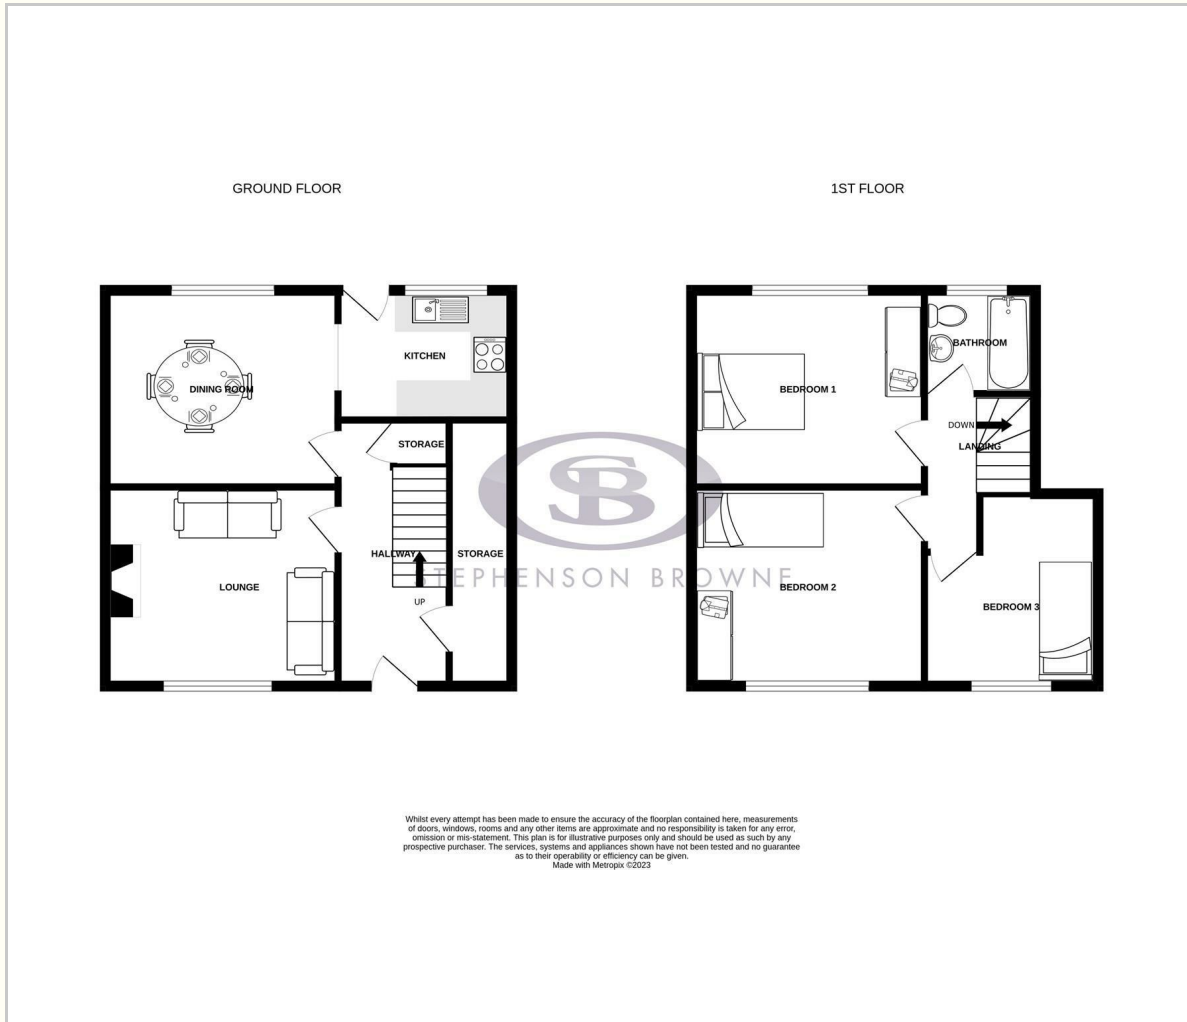 GROUND FLOOR
1ST FLOOR
KITCHEN
DINING ROOM
STORAGE
HALLWAY
STORAGE
LOUNGE
UP
BATHROOM
BEDROOM 1
DOWN
LANDING
BEDROOM 2
BEDROOM 3
SB
STEPHENSON BROWNE
Whilst every attempt has been made to ensure the accuracy of the floorplan contained here, measurements
of doors, windows, rooms and any other items are approximate and no responsibility is taken for any error,
omission or mis-statement. This plan is for illustrative purposes only and should be used as such by any
prospective purchaser. The services, systems and appliances shown have not been tested and no guarantee
as to their operability or efficiency can be given.
Made with Metropix ©2023